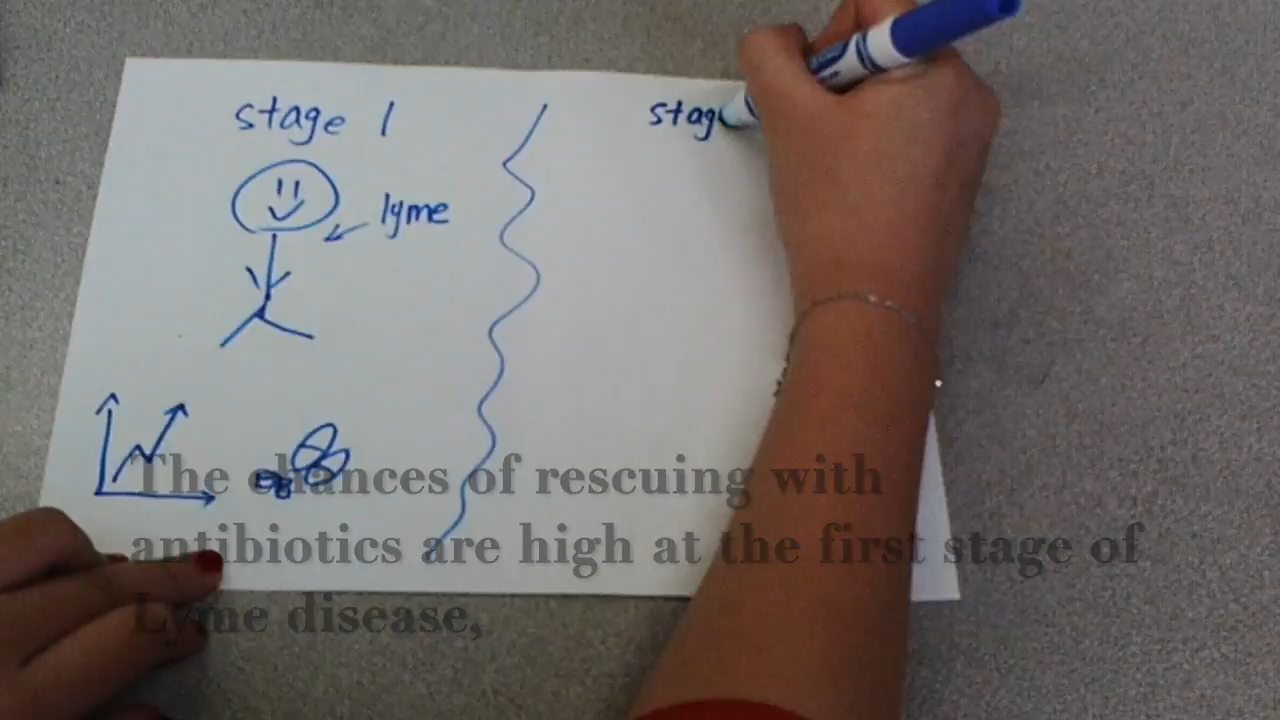 stage 1
stag
lyme
The chances of rescuing with
antibiotics are high at the first stage of
Lyme disease,